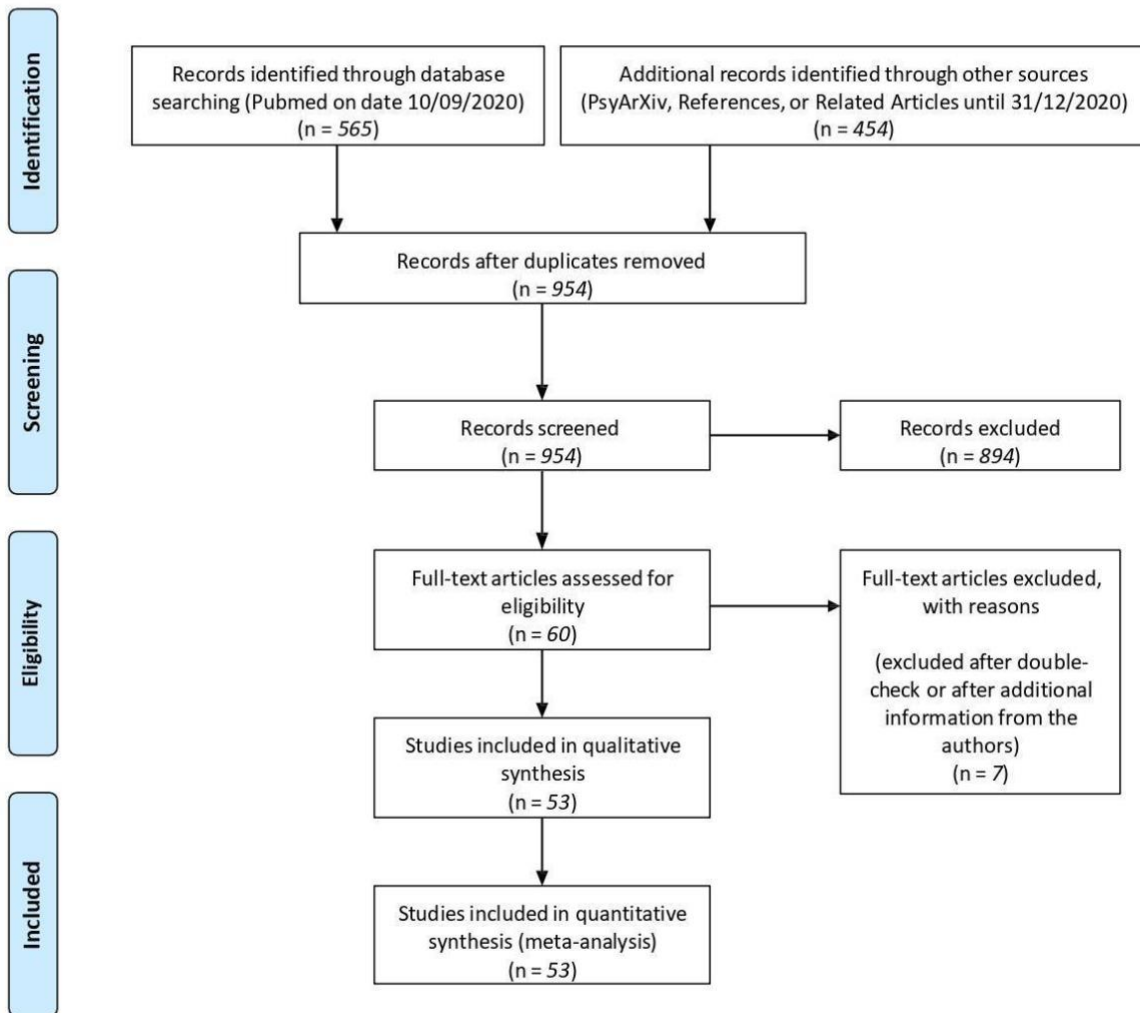 Identification
Records identified through database
searching (Pubmed on date 10/09/2020)
(n = 565)
Additional records identified through other sources
(PsyArXiv, References, or Related Articles until 31/12/2020)
(n = 454)
Records after duplicates removed
(n = 954)
Screening
Records screened
(n = 954)
Records excluded
(n = 894)
Eligibility
Full-text articles assessed for
eligibility
(n = 60)
Full-text articles excluded,
with reasons
(excluded after double-
check or after additional
information from the
authors)
(n = 7)
Studies included in qualitative
synthesis
(n = 53)
Included
Studies included in quantitative
synthesis (meta-analysis)
(n = 53)